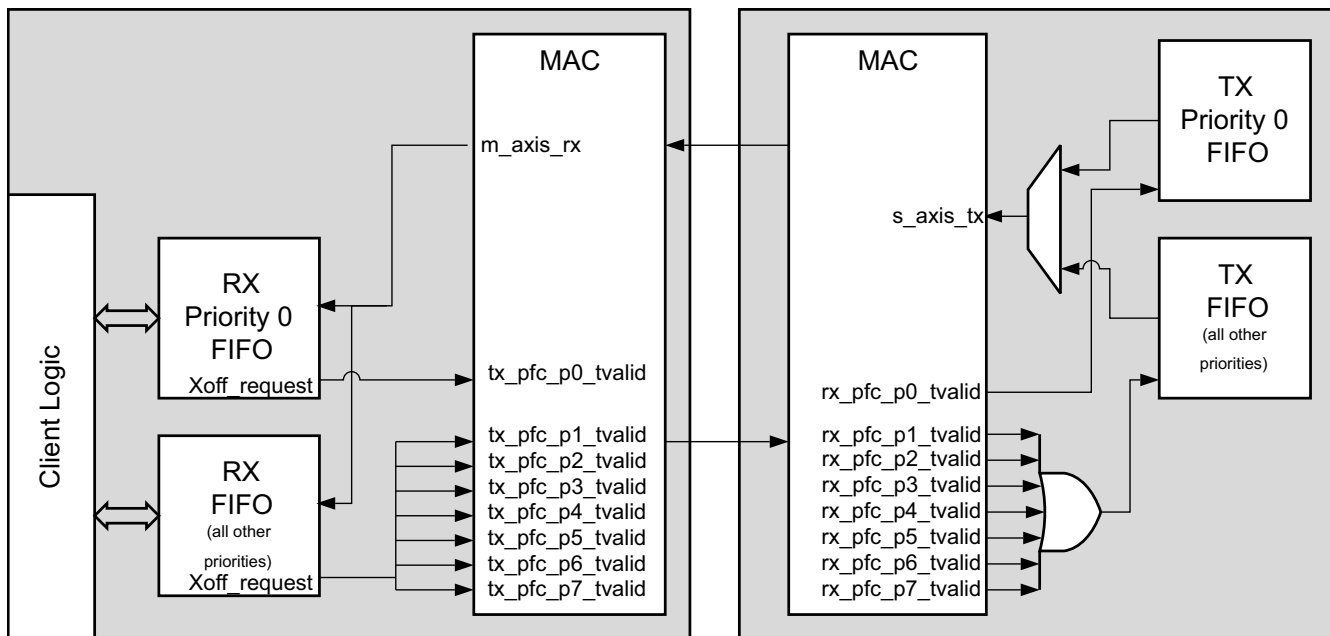 MAC
m_axis_rx
RX
Priority 0
FIFO
Xoff_request
tx_pfc_p0_tvalid
RX
FIFO
(all other
priorities)
Xoff_request
tx_pfc_p1_tvalid
tx_pfc_p2_tvalid
tx_pfc_p3_tvalid
tx_pfc_p4_tvalid
tx_pfc_p5_tvalid
tx_pfc_p6_tvalid
tx_pfc_p7_tvalid
Client Logic
MAC
s_axis_tx
rx_pfc_p0_tvalid
rx_pfc_p1_tvalid
rx_pfc_p2_tvalid
rx_pfc_p3_tvalid
rx_pfc_p4_tvalid
rx_pfc_p5_tvalid
rx_pfc_p6_tvalid
rx_pfc_p7_tvalid
TX
Priority 0
FIFO
TX
FIFO
(all other
priorities)